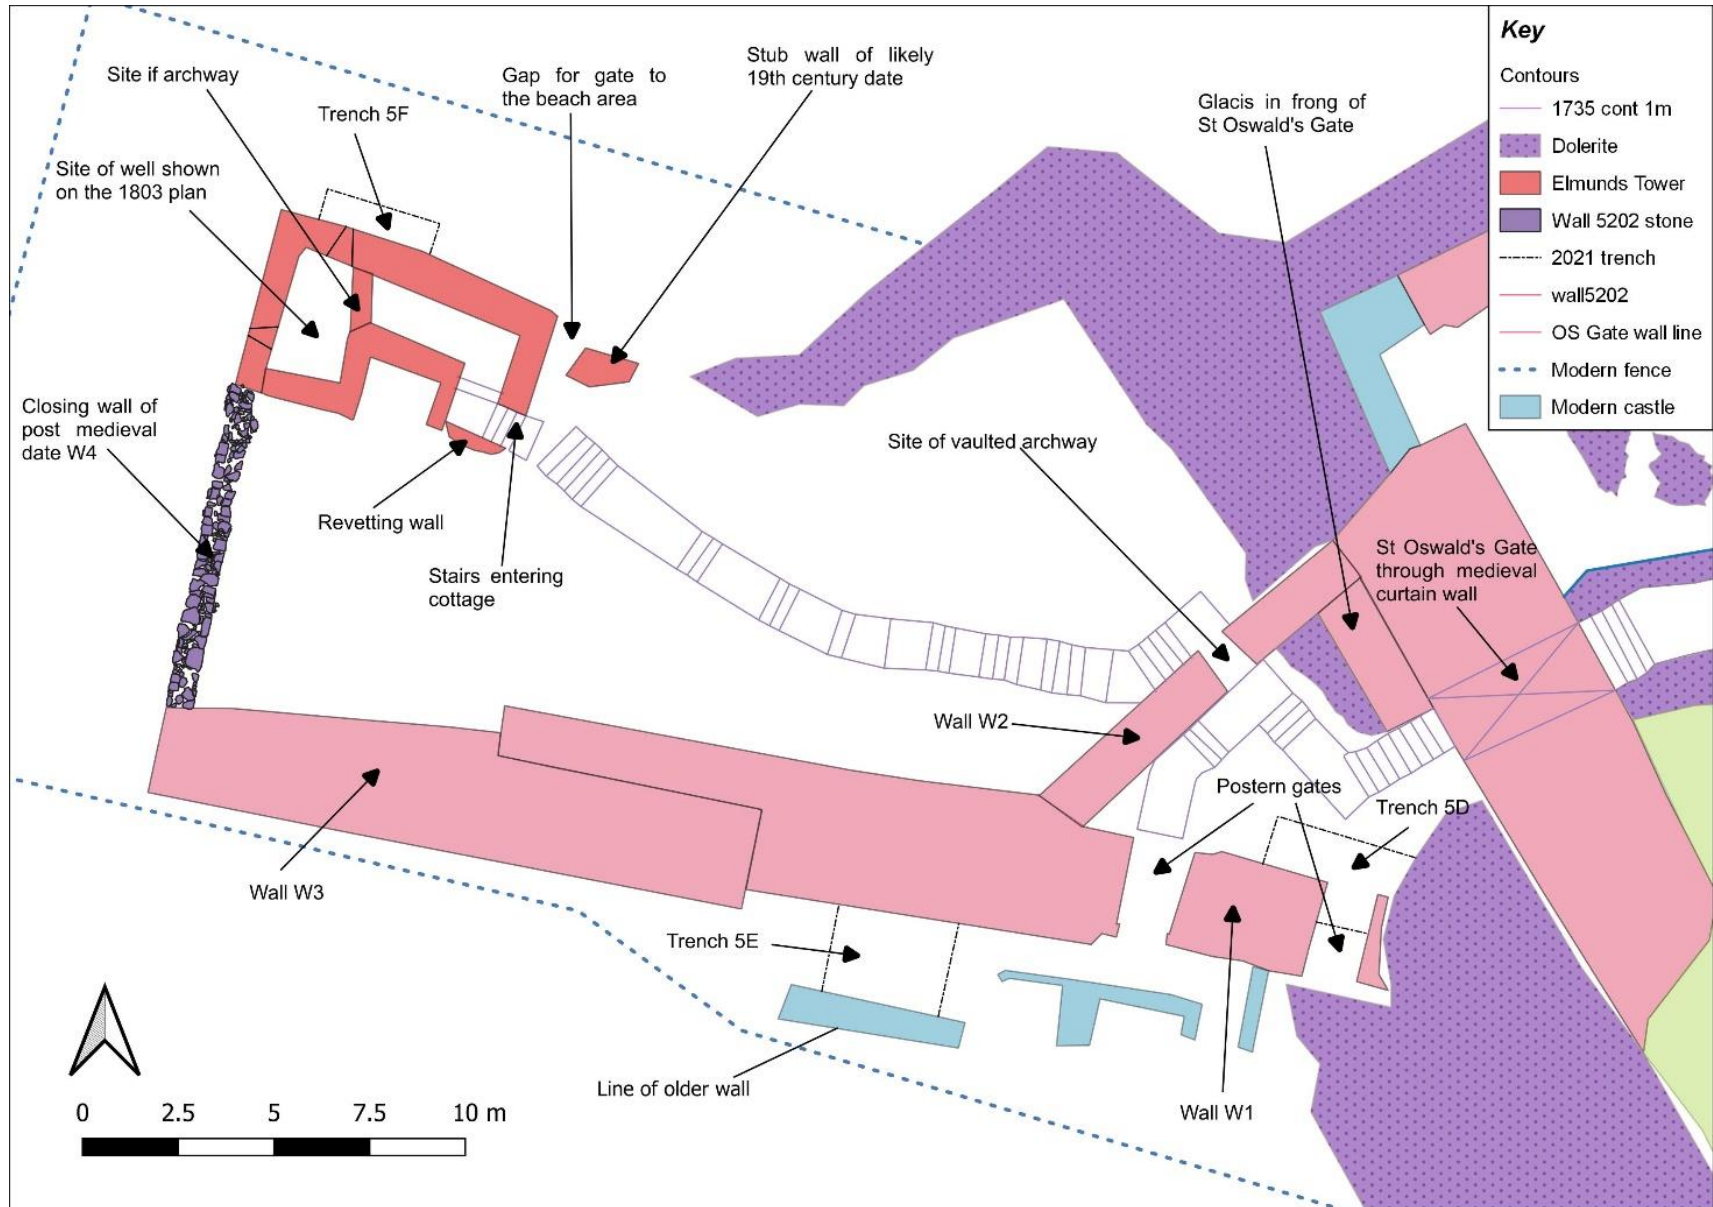 Site if archway
Trench 5F
Site of well shown
on the 1803 plan
Gap for gate to
the beach area
Stub wall of likely
19th century date
Glacis in frong of
St Oswald's Gate
Key
Contours
1735 cont 1m
Dolerite
Elmunds Tower
Wall 5202 stone
2021 trench
wall5202
OS Gate wall line
Modern fence
Modern castle
Closing wall of
post medieval
date W4
Revetting wall
Stairs entering
cottage
Site of vaulted archway
St Oswald's Gate
through medieval
curtain wall
Wall W2
Postern gates
Trench 5D
Wall W3
Trench 5E
Line of older wall
Wall W1
0 2.5 5 7.5 10 m